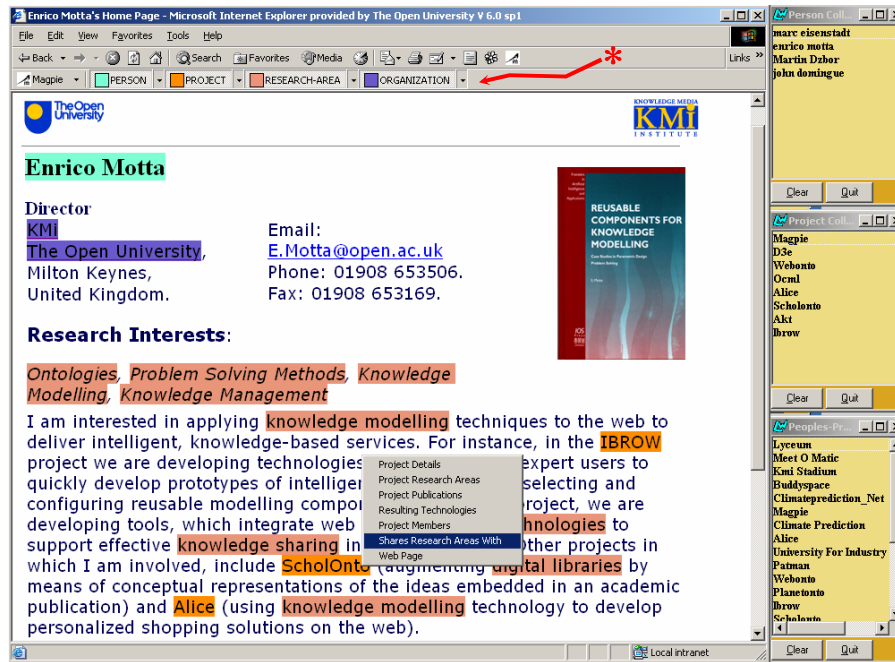 Enrico Motta's Home Page - Microsoft Internet Explorer provided by The Open University V 6.0 sp1
File Edit View Favorites Tools Help
Back Search Favorites Media Links »
Magpie PERSON PROJECT RESEARCH-AREA ORGANIZATION
*
The Open
University
KNOWLEDGE MEDIA
KMi
INSTITUTE
Enrico Motta
Director
KMi
The Open University,
Milton Keynes,
United Kingdom.
Email:
E.Motta@open.ac.uk
Phone: 01908 653506.
Fax: 01908 653169.
REUSABLE
COMPONENTS FOR
KNOWLEDGE
MODELLING
Research Interests:
Ontologies, Problem Solving Methods, Knowledge
Modelling, Knowledge Management
I am interested in applying knowledge modelling techniques to the web to
deliver intelligent, knowledge-based services. For instance, in the IBROW
project we are developing technologies expert users to
quickly develop prototypes of intelligen selecting and
configuring reusable modelling compo project, we are
developing tools, which integrate web hnologies to
support effective knowledge sharing in Other projects in
which I am involved, include ScholOnto (augmenting digital libraries by
means of conceptual representations of the ideas embedded in an academic
publication) and Alice (using knowledge modelling technology to develop
personalized shopping solutions on the web).
Project Details
Project Research Areas
Project Publications
Resulting Technologies
Project Members
Shares Research Areas With
Web Page
Local intranet
Person Coll...
marc eisenstadt
enrico motta
Martin Dzbor
john domingue
Clear Quit
Project Coll...
Magpie
D3e
Webonto
Ocml
Alice
Scholonto
Akt
Ibrow
Clear Quit
Peoples-Pr...
Lyceum
Meet O Matic
Kmi Stadium
Buddyspace
Climateprediction_Net
Magpie
Climate Prediction
Alice
University For Industry
Patman
Webonto
Planetonto
Ibrow
Scholonto
Clear Quit